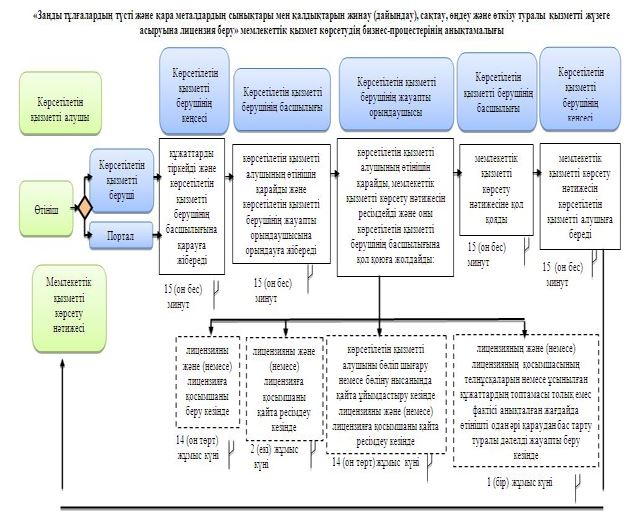 «Заңды тұлғалардың түсті және қара металдардың сынықтары мен қалдықтарын жинау (дайындау), сақтау, өңдеу және өткізу туралы қызметті жүзеге
асыруына лицензия беру» мемлекеттік қызмет көрсетудің бизнес-процестерінің анықтамалығы
Көрсетілетін
қызметті алушы
Көрсетілетін
қызметті
берушінің
кеңсесі
Көрсетілетін қызметті
берушінің басшылығы
Көрсетілетін қызметті
берушінің жауапты
орындаушысы
Көрсетілетін
қызметті берушінің
басшылығы
Көрсетілетін
қызметті
берушінің
кеңсесі
Өтініш
Көрсетілетін
қызметті
беруші
Портал
құжаттарды
тіркейді және
көрсетілетін
қызметті
берушінің
басшылығына
қарауға
жібереді
15 (он бес)
минут
көрсетілетін қызметті
алушының өтінішін
қарайды және
көрсетілетін қызметті
берушінің жауапты
орындаушысына
орындауға жібереді
15 (он бес)
минут
көрсетілетін қызметті
алушының өтінішін
қарайды, мемлекеттік
қызметті көрсету нәтижесін
ресімдейді және оны
көрсетілетін қызметті
берушінің басшылығына
қол қоюға жолдайды:
мемлекеттік
қызметті
көрсету
нәтижесіне қол
қояды
15 (он бес)
минут
мемлекеттік
қызметті көрсету
нәтижесін
көрсетілетін
қызметті алушыға
береді
15 (он бес)
минут
Мемлекеттік
қызметті
көрсету
нәтижесі
лицензияны
және (немесе)
лицензияға
қосымшаны
беру кезінде
14 (он төрт)
жұмыс күні
лицензияны және
(немесе)
лицензияға
қосымшаны
қайта ресімдеу
кезінде
2 (екі) жұмыс
күні
көрсетілетін қызметті
алушыны бөліп шығару
немесе бөліну нысанында
қайта ұйымдастыру кезінде
лицензияны және (немесе)
лицензияға қосымшаны қайта
ресімдеу кезінде
14 (он төрт)жұмыс күні
лицензияның және (немесе)
лицензияның қосымшасының
телнұсқаларын немесе ұсынылған
құжаттардың топтамасы толық емес
фактісі анықталған жағдайда
өтінішті одан әрі қараудан бас тарту
туралы дәлелді жауапты беру
кезінде
1 (бір) жұмыс күні